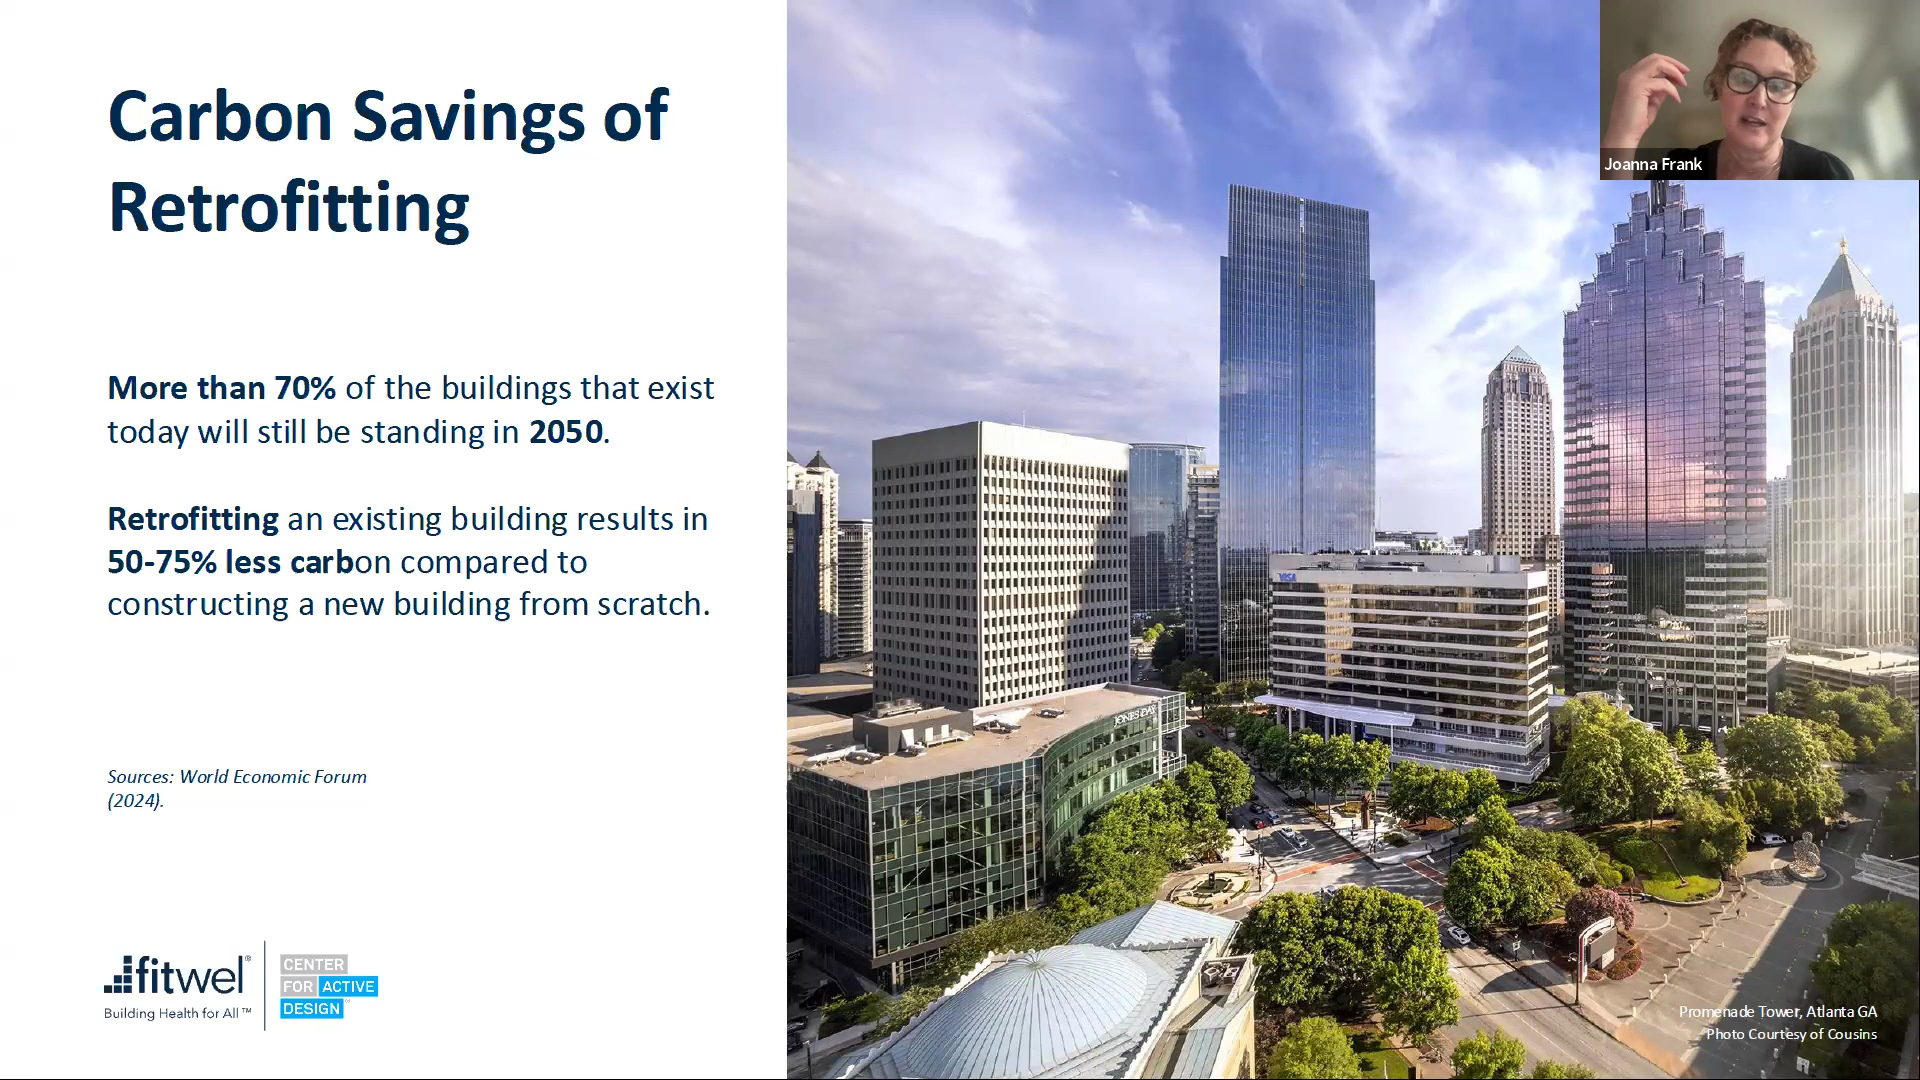 Carbon Savings of
Retrofitting
More than 70% of the buildings that exist
today will still be standing in 2050.
Retrofitting an existing building results in
50-75% less carbon compared to
constructing a new building from scratch.
Sources: World Economic Forum
(2024).
fitwel®
Building Health for All™
CENTER
FOR ACTIVE
DESIGN
Joanna Frank
VISA
JONES DAY
Promenade Tower, Atlanta GA
Photo Courtesy of Cousins